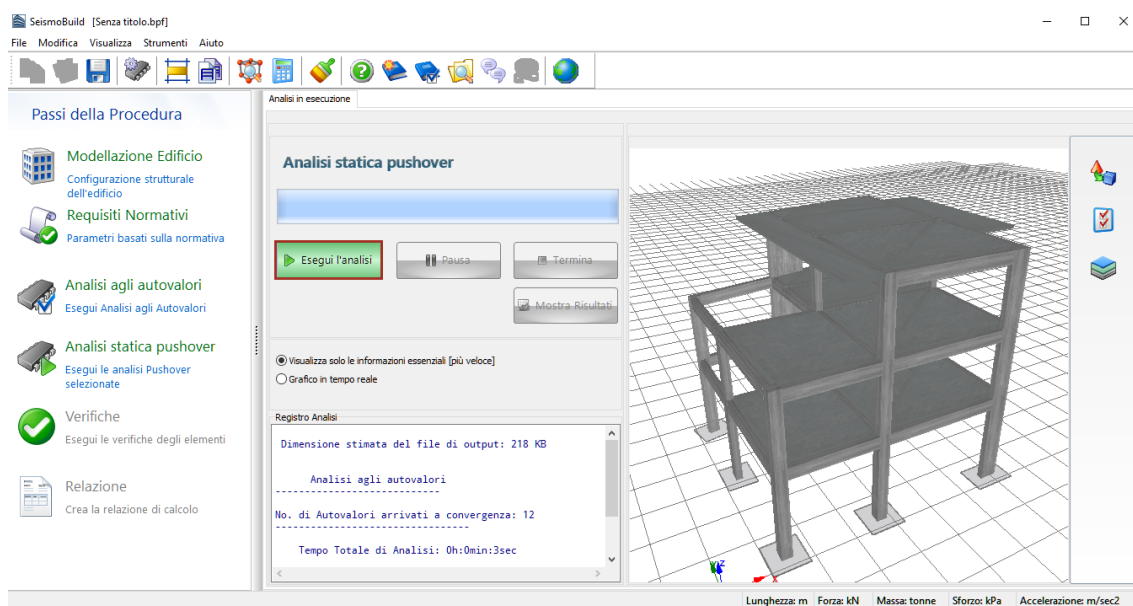 SeismoBuild [Senza titolo.bpf]
File Modifica Visualizza Strumenti Aiuto
Passi della Procedura
Modellazione Edificio
Configurazione strutturale
dell'edificio
Requisiti Normativi
Parametri basati sulla normativa
Analisi agli autovalori
Esegui Analisi agli Autovalori
Analisi statica pushover
Esegui le analisi Pushover
selezionate
Verifiche
Esegui le verifiche degli elementi
Relazione
Crea la relazione di calcolo
Analisi in esecuzione
Analisi statica pushover
Esegui l'analisi
Pausa
Termina
Mostra Risultati
Visualizza solo le informazioni essenziali [più veloce]
Grafico in tempo reale
Registro Analisi
Dimensione stimata del file di output: 218 KB
Analisi agli autovalori
----------------------------
No. di Autovalori arrivati a convergenza: 12
---------------------------------
Tempo Totale di Analisi: 0h:0min:3sec
Z
Lunghezza: m Forza: kN Massa: tonne Sforzo: kPa Accelerazione: m/sec2